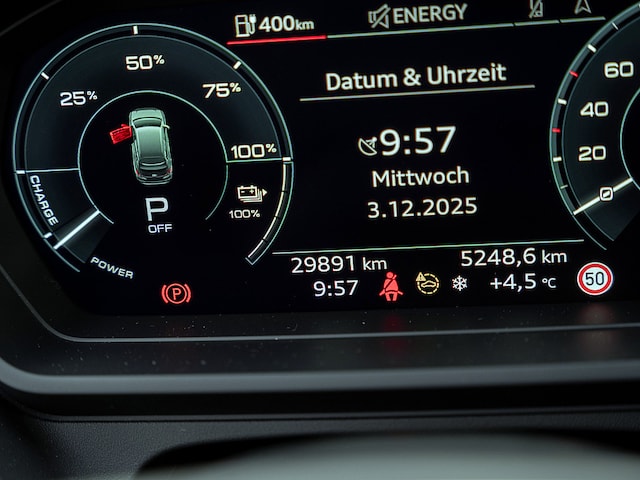 400km
ENERGY
Datum & Uhrzeit
9:57
Mittwoch
3.12.2025
25%
50%
75%
100%
100%
CHARGE
POWER
P
OFF
60
40
20
29891 km
5248,6 km
9:57
+4,5 °C
P
50